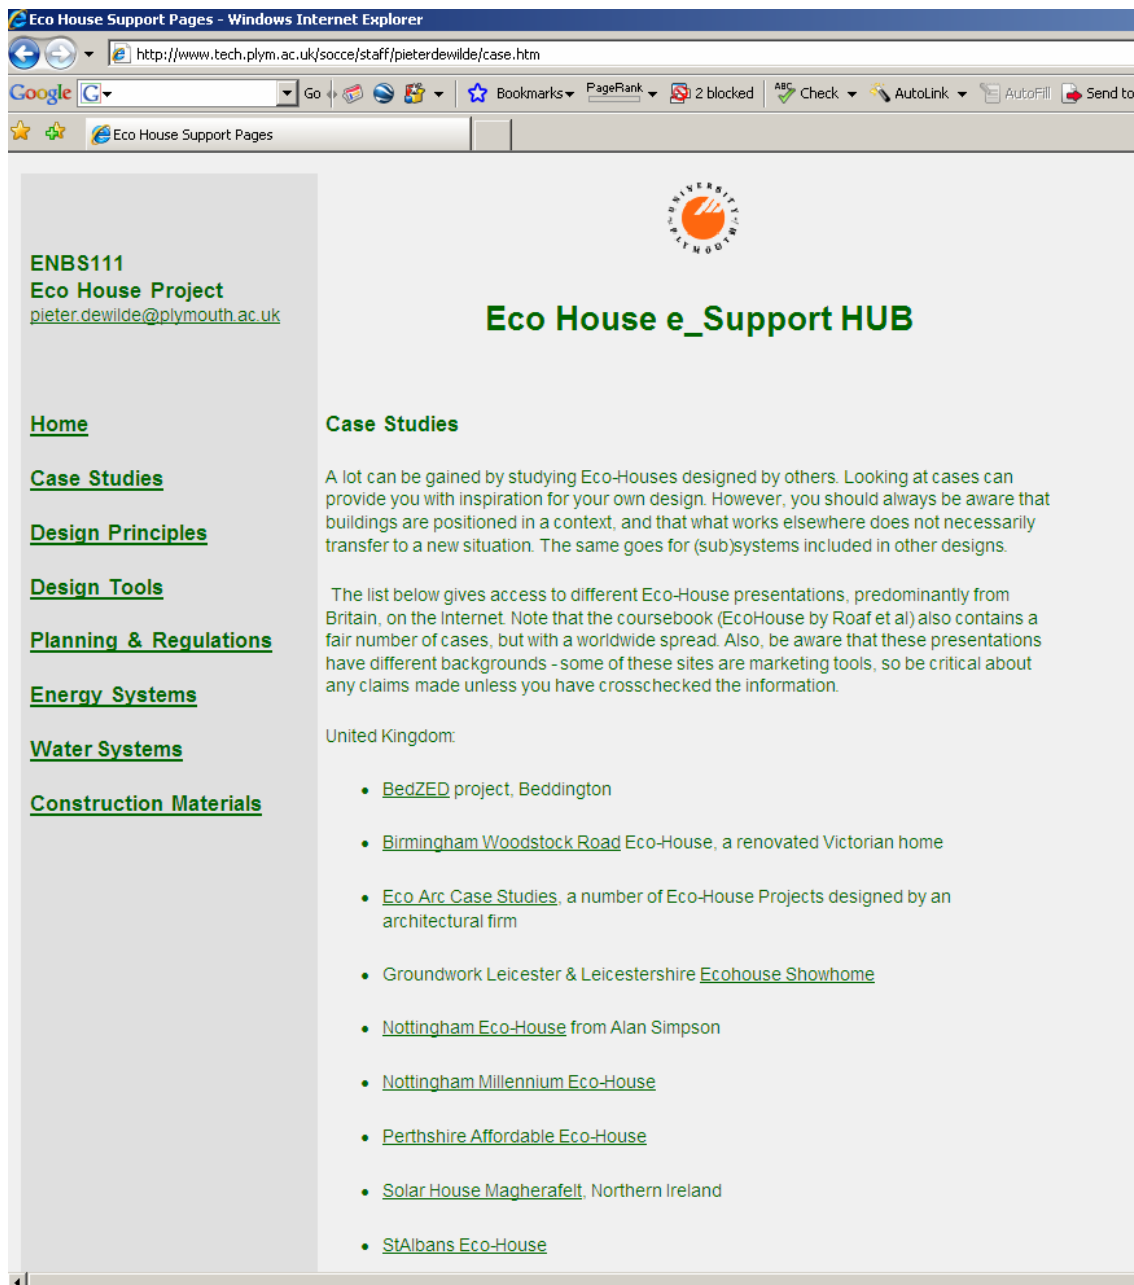 Eco House Support Pages - Windows Internet Explorer
http://www.tech.plym.ac.uk/socce/staff/pieterdewilde/case.htm
Google G Go Bookmarks PageRank 2 blocked ABC Check AutoLink AutoFill Send to
Eco House Support Pages
UNIVERSITY
PLYMOUTH
ENBS111
Eco House Project
pieter.dewilde@plymouth.ac.uk
Eco House e_Support HUB
Home
Case Studies
Design Principles
Design Tools
Planning & Regulations
Energy Systems
Water Systems
Construction Materials
Case Studies
A lot can be gained by studying Eco-Houses designed by others. Looking at cases can
provide you with inspiration for your own design. However, you should always be aware that
buildings are positioned in a context, and that what works elsewhere does not necessarily
transfer to a new situation. The same goes for (sub)systems included in other designs.
The list below gives access to different Eco-House presentations, predominantly from
Britain, on the Internet. Note that the coursebook (EcoHouse by Roaf et al) also contains a
fair number of cases, but with a worldwide spread. Also, be aware that these presentations
have different backgrounds - some of these sites are marketing tools, so be critical about
any claims made unless you have crosschecked the information.
United Kingdom:
• BedZED project, Beddington
• Birmingham Woodstock Road Eco-House, a renovated Victorian home
• Eco Arc Case Studies, a number of Eco-House Projects designed by an
architectural firm
• Groundwork Leicester & Leicestershire Ecohouse Showhome
• Nottingham Eco-House from Alan Simpson
• Nottingham Millennium Eco-House
• Perthshire Affordable Eco-House
• Solar House Magherafelt, Northern Ireland
• StAlbans Eco-House